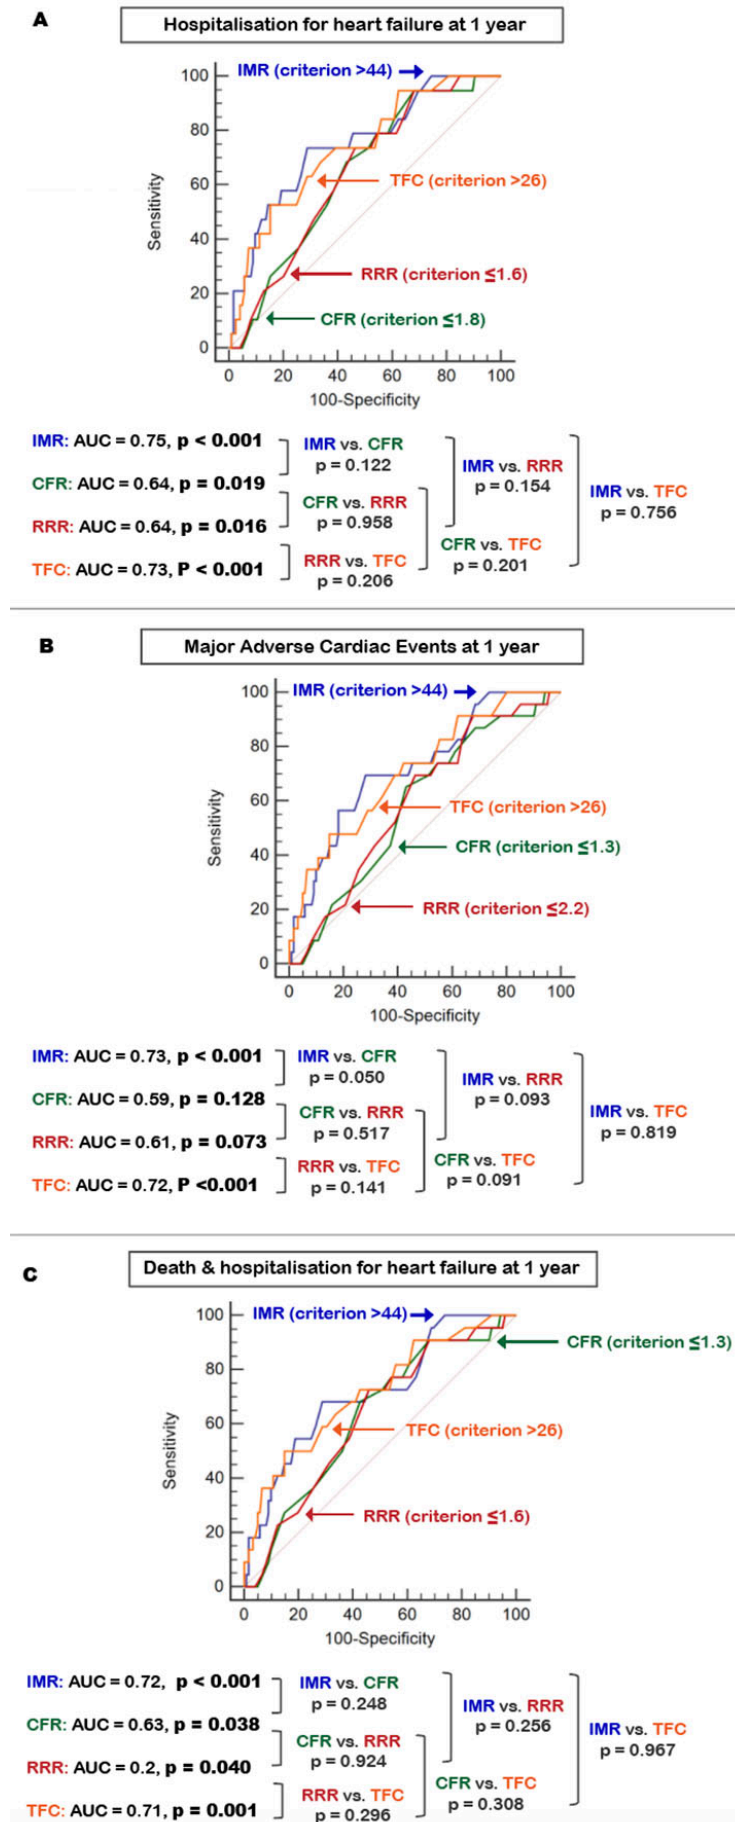 A
Hospitalisation for heart failure at 1 year
IMR (criterion >44)
TFC (criterion >26)
RRR (criterion ≤1.6)
CFR (criterion ≤1.8)
Sensitivity
100
80
60
40
20
0
0 20 40 60 80 100
100-Specificity
IMR: AUC = 0.75, p < 0.001
CFR: AUC = 0.64, p = 0.019
RRR: AUC = 0.64, p = 0.016
TFC: AUC = 0.73, P < 0.001
IMR vs. CFR
p = 0.122
CFR vs. RRR
p = 0.958
RRR vs. TFC
p = 0.206
IMR vs. RRR
p = 0.154
CFR vs. TFC
p = 0.201
IMR vs. TFC
p = 0.756
B
Major Adverse Cardiac Events at 1 year
IMR (criterion >44)
TFC (criterion >26)
CFR (criterion ≤1.3)
RRR (criterion ≤2.2)
Sensitivity
100
80
60
40
20
0
0 20 40 60 80 100
100-Specificity
IMR: AUC = 0.73, p < 0.001
CFR: AUC = 0.59, p = 0.128
RRR: AUC = 0.61, p = 0.073
TFC: AUC = 0.72, P <0.001
IMR vs. CFR
p = 0.050
CFR vs. RRR
p = 0.517
RRR vs. TFC
p = 0.141
IMR vs. RRR
p = 0.093
CFR vs. TFC
p = 0.091
IMR vs. TFC
p = 0.819
C
Death & hospitalisation for heart failure at 1 year
IMR (criterion >44)
CFR (criterion ≤1.3)
TFC (criterion >26)
RRR (criterion ≤1.6)
Sensitivity
100
80
60
40
20
0
0 20 40 60 80 100
100-Specificity
IMR: AUC = 0.72, p < 0.001
CFR: AUC = 0.63, p = 0.038
RRR: AUC = 0.2, p = 0.040
TFC: AUC = 0.71, p = 0.001
IMR vs. CFR
p = 0.248
CFR vs. RRR
p = 0.924
RRR vs. TFC
p = 0.296
IMR vs. RRR
p = 0.256
CFR vs. TFC
p = 0.308
IMR vs. TFC
p = 0.967